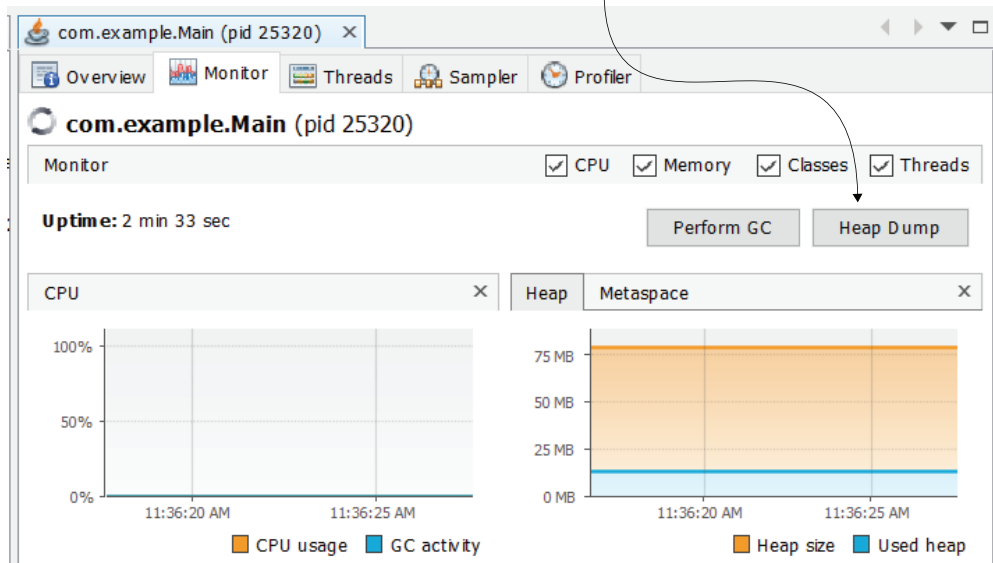 com.example.Main (pid 25320)
Overview Monitor Threads Sampler Profiler
com.example.Main (pid 25320)
Monitor CPU Memory Classes Threads
Uptime: 2 min 33 sec
Perform GC Heap Dump
CPU Heap Metaspace
100%
50%
0%
11:36:20 AM 11:36:25 AM
CPU usage GC activity
75 MB
50 MB
25 MB
0 MB
11:36:20 AM 11:36:25 AM
Heap size Used heap